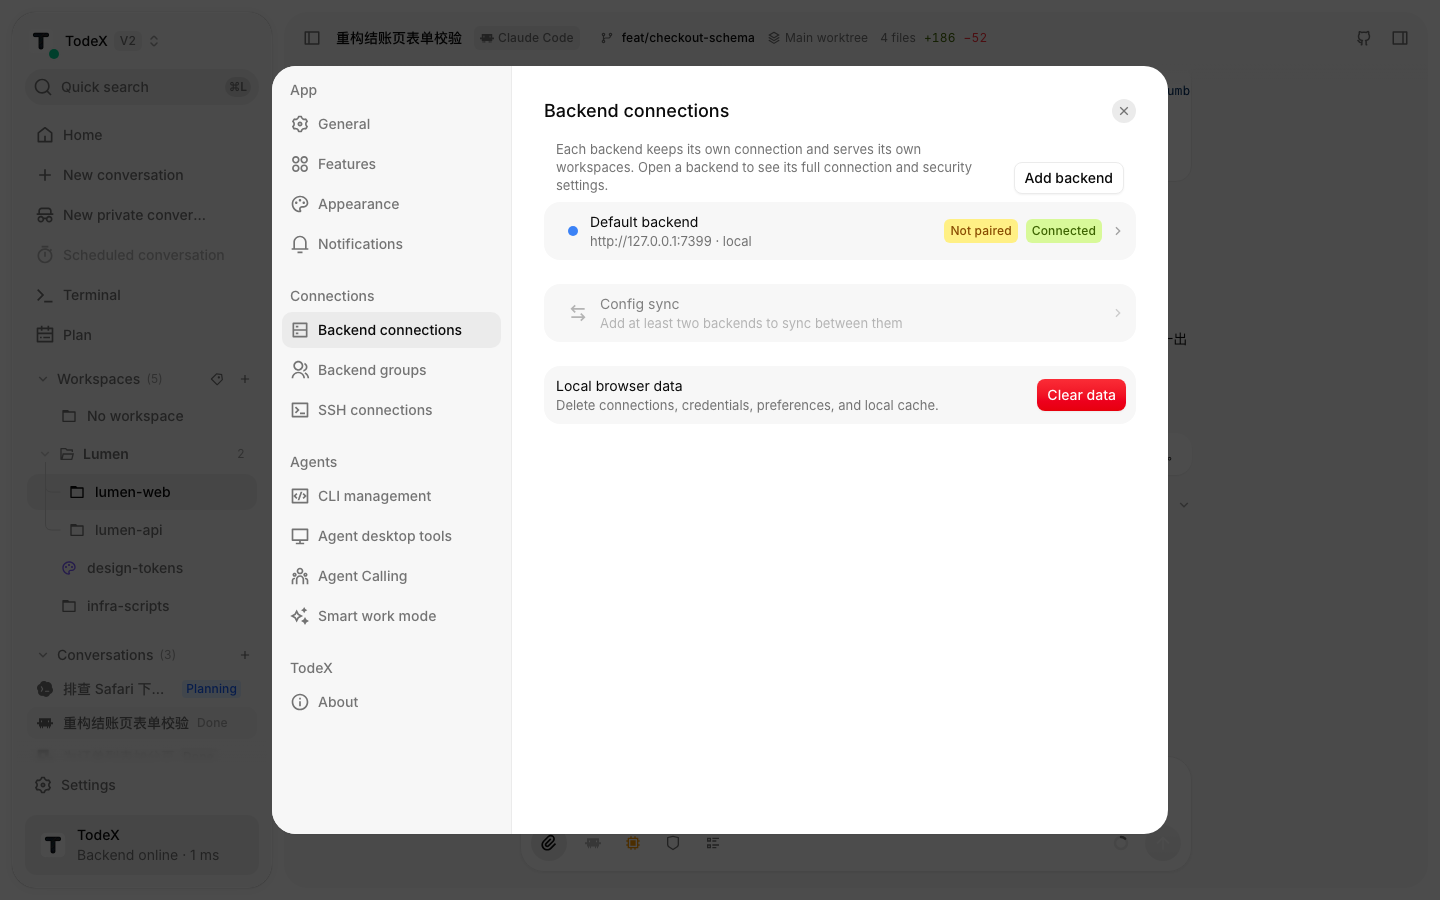 TodeX V2
Quick search ⌘L
Home
New conversation
New private conver...
Scheduled conversation
Terminal
Plan
Workspaces (5)
No workspace
Lumen 2
lumen-web
lumen-api
design-tokens
infra-scripts
Conversations (3)
排查 Safari 下... Planning
重构结账页表单校验 Done
Settings
TodeX
Backend online · 1 ms
重构结账页表单校验 Claude Code feat/checkout-schema Main worktree 4 files +186 −52
umb
出
App
General
Features
Appearance
Notifications
Connections
Backend connections
Backend groups
SSH connections
Agents
CLI management
Agent desktop tools
Agent Calling
Smart work mode
TodeX
About
Backend connections
Each backend keeps its own connection and serves its own
workspaces. Open a backend to see its full connection and security
settings.
Add backend
Default backend
http://127.0.0.1:7399 · local
Not paired Connected
Config sync
Add at least two backends to sync between them
Local browser data
Delete connections, credentials, preferences, and local cache.
Clear data